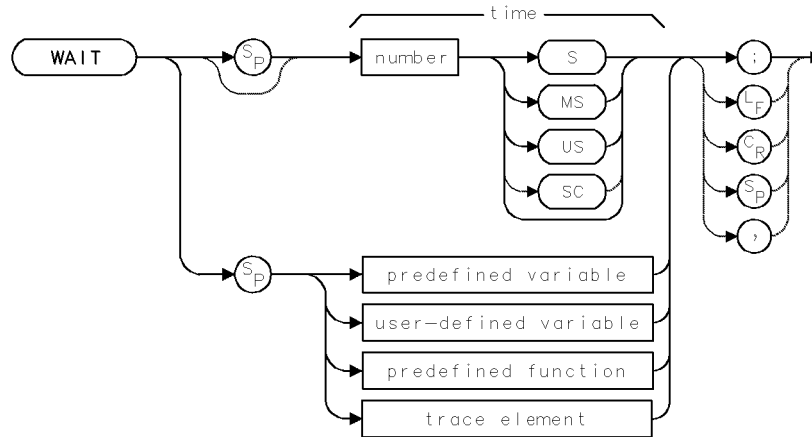 time
WAIT
SP
number
S
MS
US
SC
;
LF
CR
SP
,
SP
predefined variable
user-defined variable
predefined function
trace element